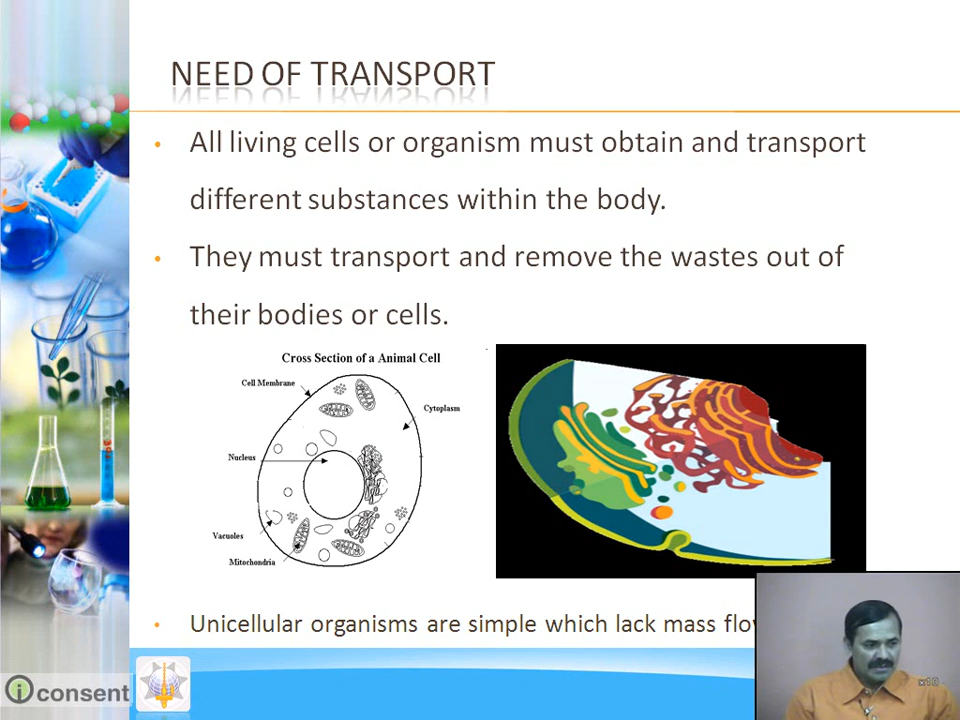 NEED OF TRANSPORT
• All living cells or organism must obtain and transport
different substances within the body.
• They must transport and remove the wastes out of
their bodies or cells.
Cross Section of a Animal Cell
Cell Membrane
Cytoplasm
Nucleus
Vacuoles
Mitochondria
• Unicellular organisms are simple which lack mass
i consent
x10